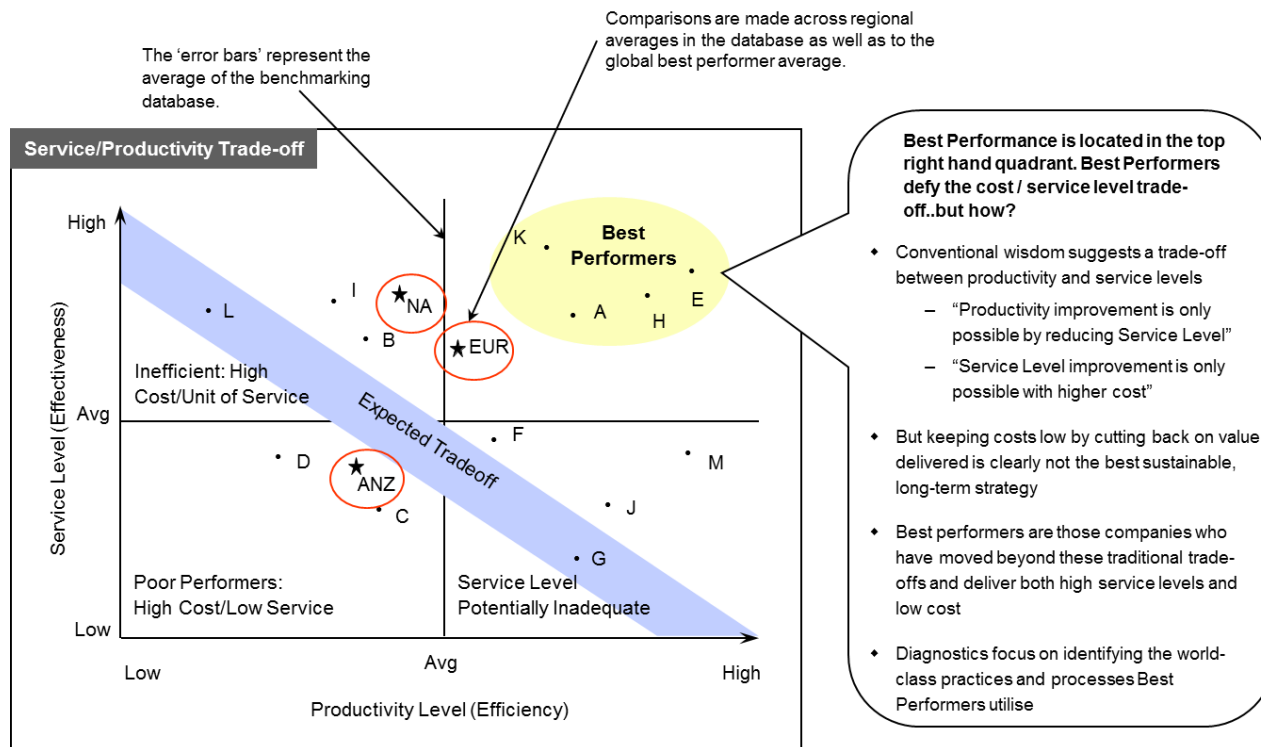 The ‘error bars’ represent the
average of the benchmarking
database.
Comparisons are made across regional
averages in the database as well as to the
global best performer average.
Service/Productivity Trade-off
High
Avg
Low
Service Level (Effectiveness)
L
I
B
NA
EUR
K
Best
Performers
A
H
E
Inefficient: High
Cost/Unit of Service
Expected Tradeoff
D
ANZ
C
F
M
J
G
Poor Performers:
High Cost/Low Service
Service Level
Potentially Inadequate
Low
Avg
High
Productivity Level (Efficiency)
Best Performance is located in the top
right hand quadrant. Best Performers
defy the cost / service level trade-
off..but how?
◆ Conventional wisdom suggests a trade-off
between productivity and service levels
– “Productivity improvement is only
possible by reducing Service Level”
– “Service Level improvement is only
possible with higher cost”
◆ But keeping costs low by cutting back on value
delivered is clearly not the best sustainable,
long-term strategy
◆ Best performers are those companies who
have moved beyond these traditional trade-
offs and deliver both high service levels and
low cost
◆ Diagnostics focus on identifying the world-
class practices and processes Best
Performers utilise